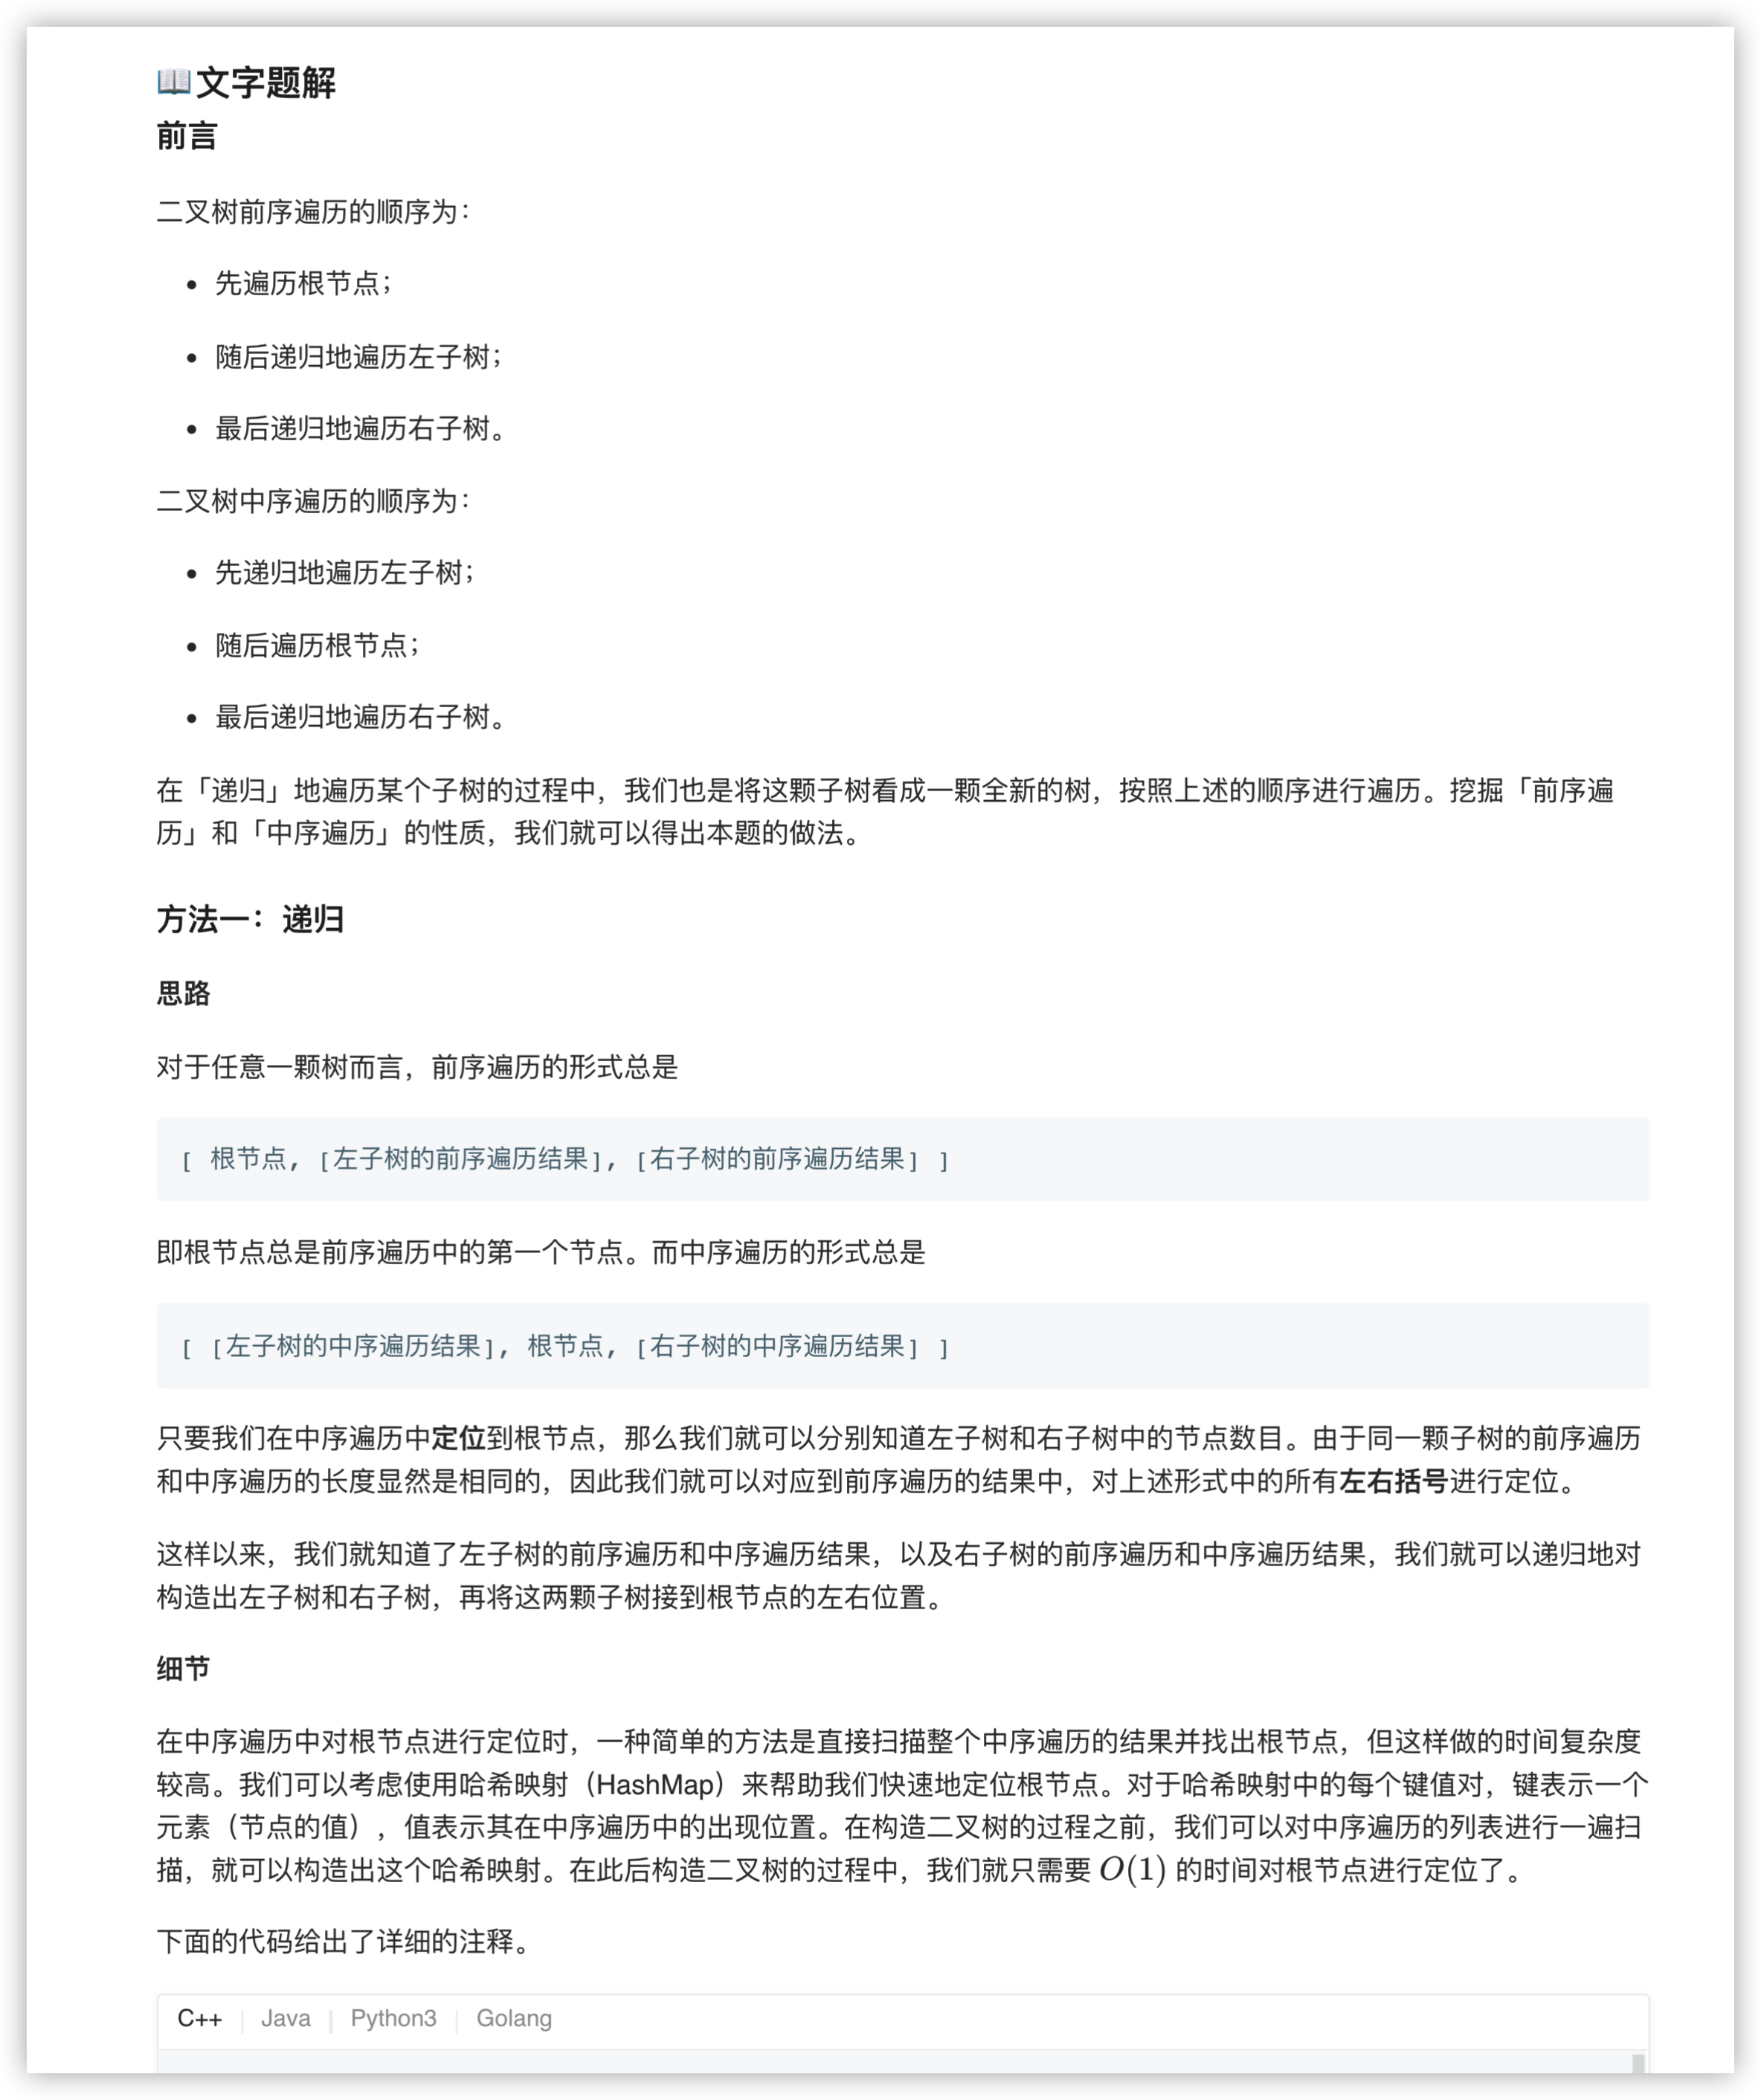 📖文字题解
前言
二叉树前序遍历的顺序为：
• 先遍历根节点；
• 随后递归地遍历左子树；
• 最后递归地遍历右子树。
二叉树中序遍历的顺序为：
• 先递归地遍历左子树；
• 随后遍历根节点；
• 最后递归地遍历右子树。
在「递归」地遍历某个子树的过程中，我们也是将这颗子树看成一颗全新的树，按照上述的顺序进行遍历。挖掘「前序遍
历」和「中序遍历」的性质，我们就可以得出本题的做法。
方法一：递归
思路
对于任意一颗树而言，前序遍历的形式总是
[ 根节点, [左子树的前序遍历结果], [右子树的前序遍历结果] ]
即根节点总是前序遍历中的第一个节点。而中序遍历的形式总是
[ [左子树的中序遍历结果], 根节点, [右子树的中序遍历结果] ]
只要我们在中序遍历中定位到根节点，那么我们就可以分别知道左子树和右子树中的节点数目。由于同一颗子树的前序遍历
和中序遍历的长度显然是相同的，因此我们就可以对应到前序遍历的结果中，对上述形式中的所有左右括号进行定位。
这样以来，我们就知道了左子树的前序遍历和中序遍历结果，以及右子树的前序遍历和中序遍历结果，我们就可以递归地对
构造出左子树和右子树，再将这两颗子树接到根节点的左右位置。
细节
在中序遍历中对根节点进行定位时，一种简单的方法是直接扫描整个中序遍历的结果并找出根节点，但这样做的时间复杂度
较高。我们可以考虑使用哈希映射（HashMap）来帮助我们快速地定位根节点。对于哈希映射中的每个键值对，键表示一个
元素（节点的值），值表示其在中序遍历中的出现位置。在构造二叉树的过程之前，我们可以对中序遍历的列表进行一遍扫
描，就可以构造出这个哈希映射。在此后构造二叉树的过程中，我们就只需要 O(1) 的时间对根节点进行定位了。
下面的代码给出了详细的注释。
C++ | Java | Python3 | Golang